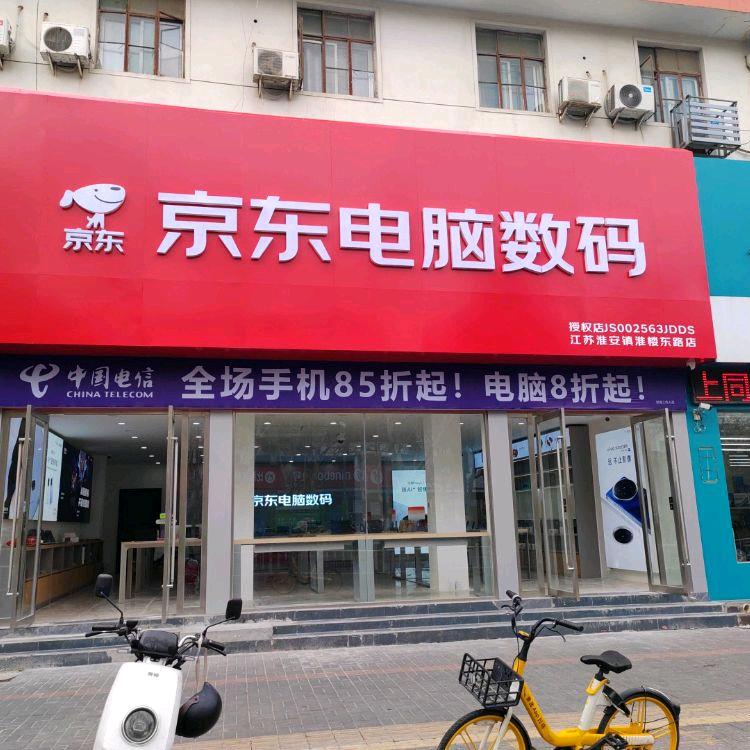 京东电脑数码
京东
授权店JS002563JDDS
江苏淮安镇淮楼东路店
中国电信
CHINA TELECOM
全场手机85折起！电脑8折起！
上同
京东电脑数码